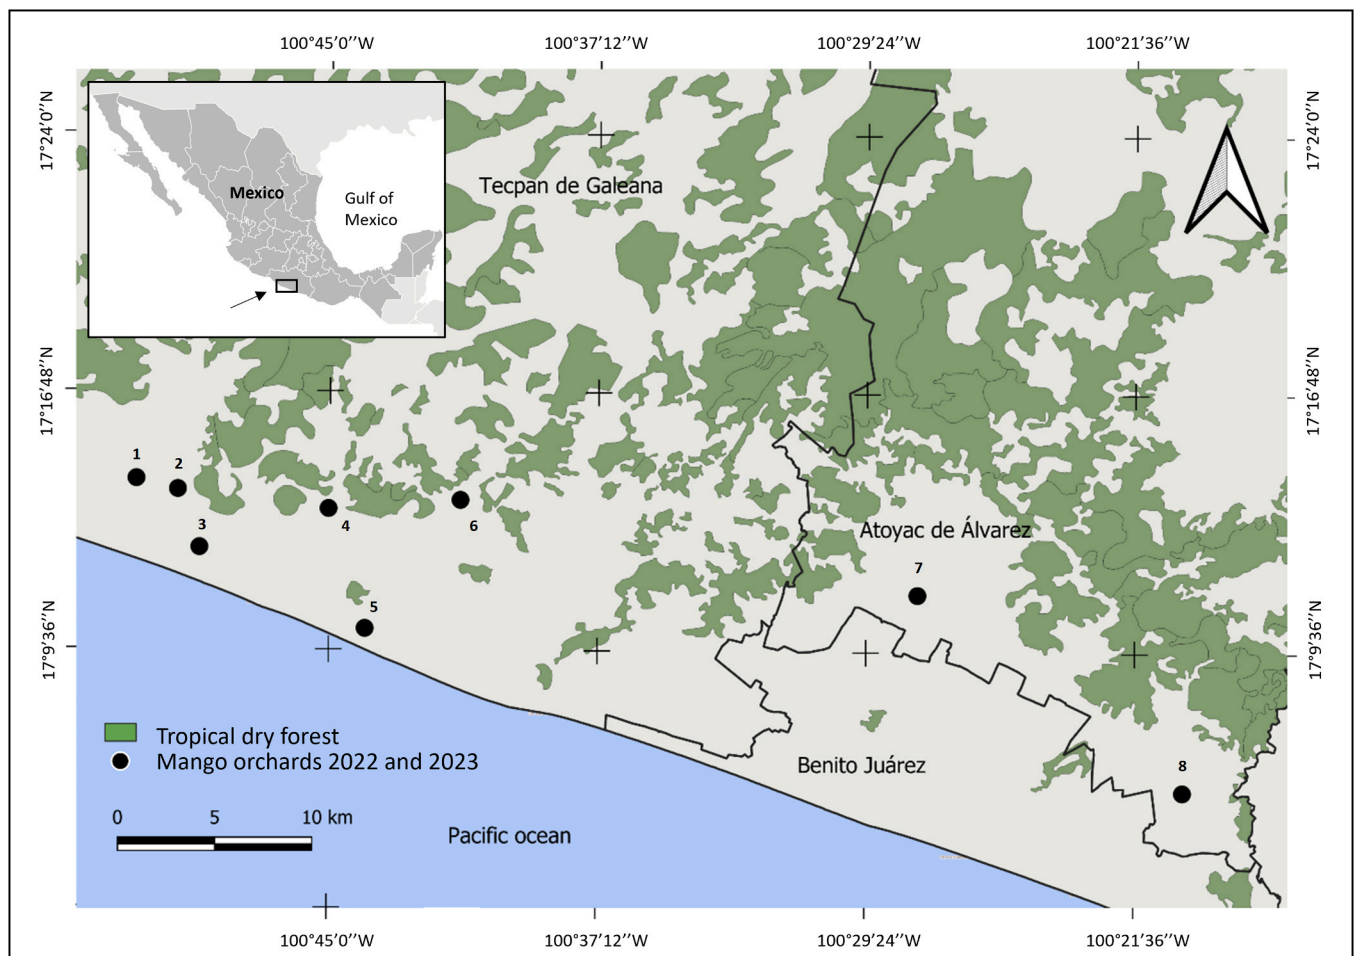 100°45′0′′W 100°37′12′′W 100°29′24′′W 100°21′36′′W
17°24′0′′N
17°24′0′′N
Tecpan de Galeana
Mexico
Gulf of
Mexico
17°16′48′′N
17°16′48′′N
1
2
3
4
6
Atoyac de Álvarez
7
5
17°9′36′′N
17°9′36′′N
Tropical dry forest
Mango orchards 2022 and 2023
Benito Juárez
8
0 5 10 km
Pacific ocean
100°45′0′′W 100°37′12′′W 100°29′24′′W 100°21′36′′W